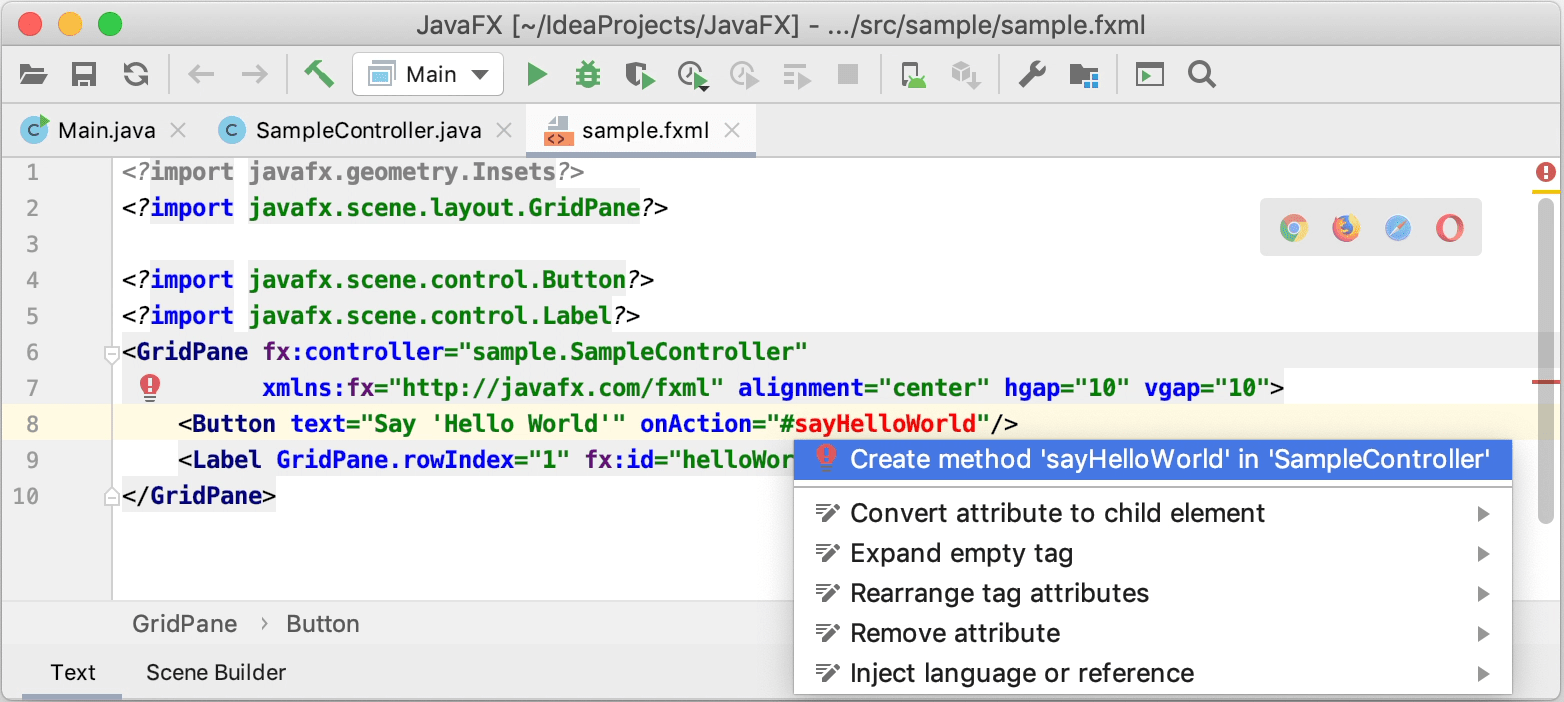 JavaFX [~/IdeaProjects/JavaFX] - .../src/sample/sample.fxml
Main
Main.java
SampleController.java
sample.fxml
1 <?import javafx.geometry.Insets?>
2 <?import javafx.scene.layout.GridPane?>
3
4 <?import javafx.scene.control.Button?>
5 <?import javafx.scene.control.Label?>
6 <GridPane fx:controller="sample.SampleController"
7 xmlns:fx="http://javafx.com/fxml" alignment="center" hgap="10" vgap="10">
8 <Button text="Say 'Hello World'" onAction="#sayHelloWorld"/>
9 <Label GridPane.rowIndex="1" fx:id="helloWor
10 </GridPane>
Create method 'sayHelloWorld' in 'SampleController'
Convert attribute to child element
Expand empty tag
Rearrange tag attributes
Remove attribute
Inject language or reference
GridPane › Button
Text
Scene Builder